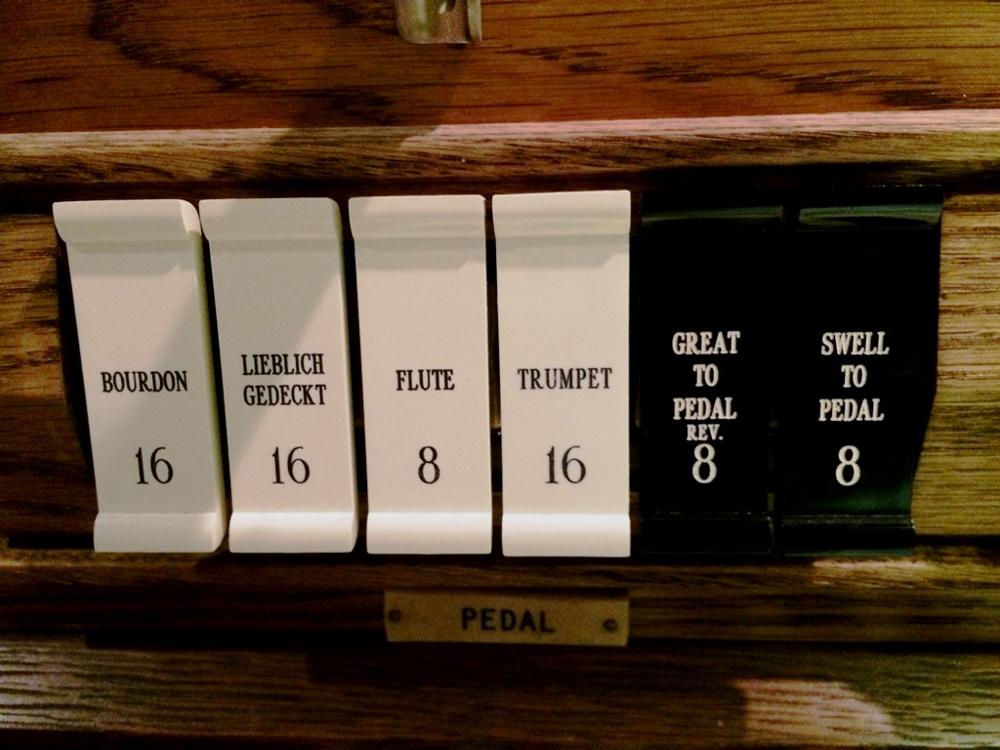 BOURDON
16
LIEBLICH
GEDECKT
16
FLUTE
8
TRUMPET
16
GREAT
TO
PEDAL
REV.
8
SWELL
TO
PEDAL
8
PEDAL